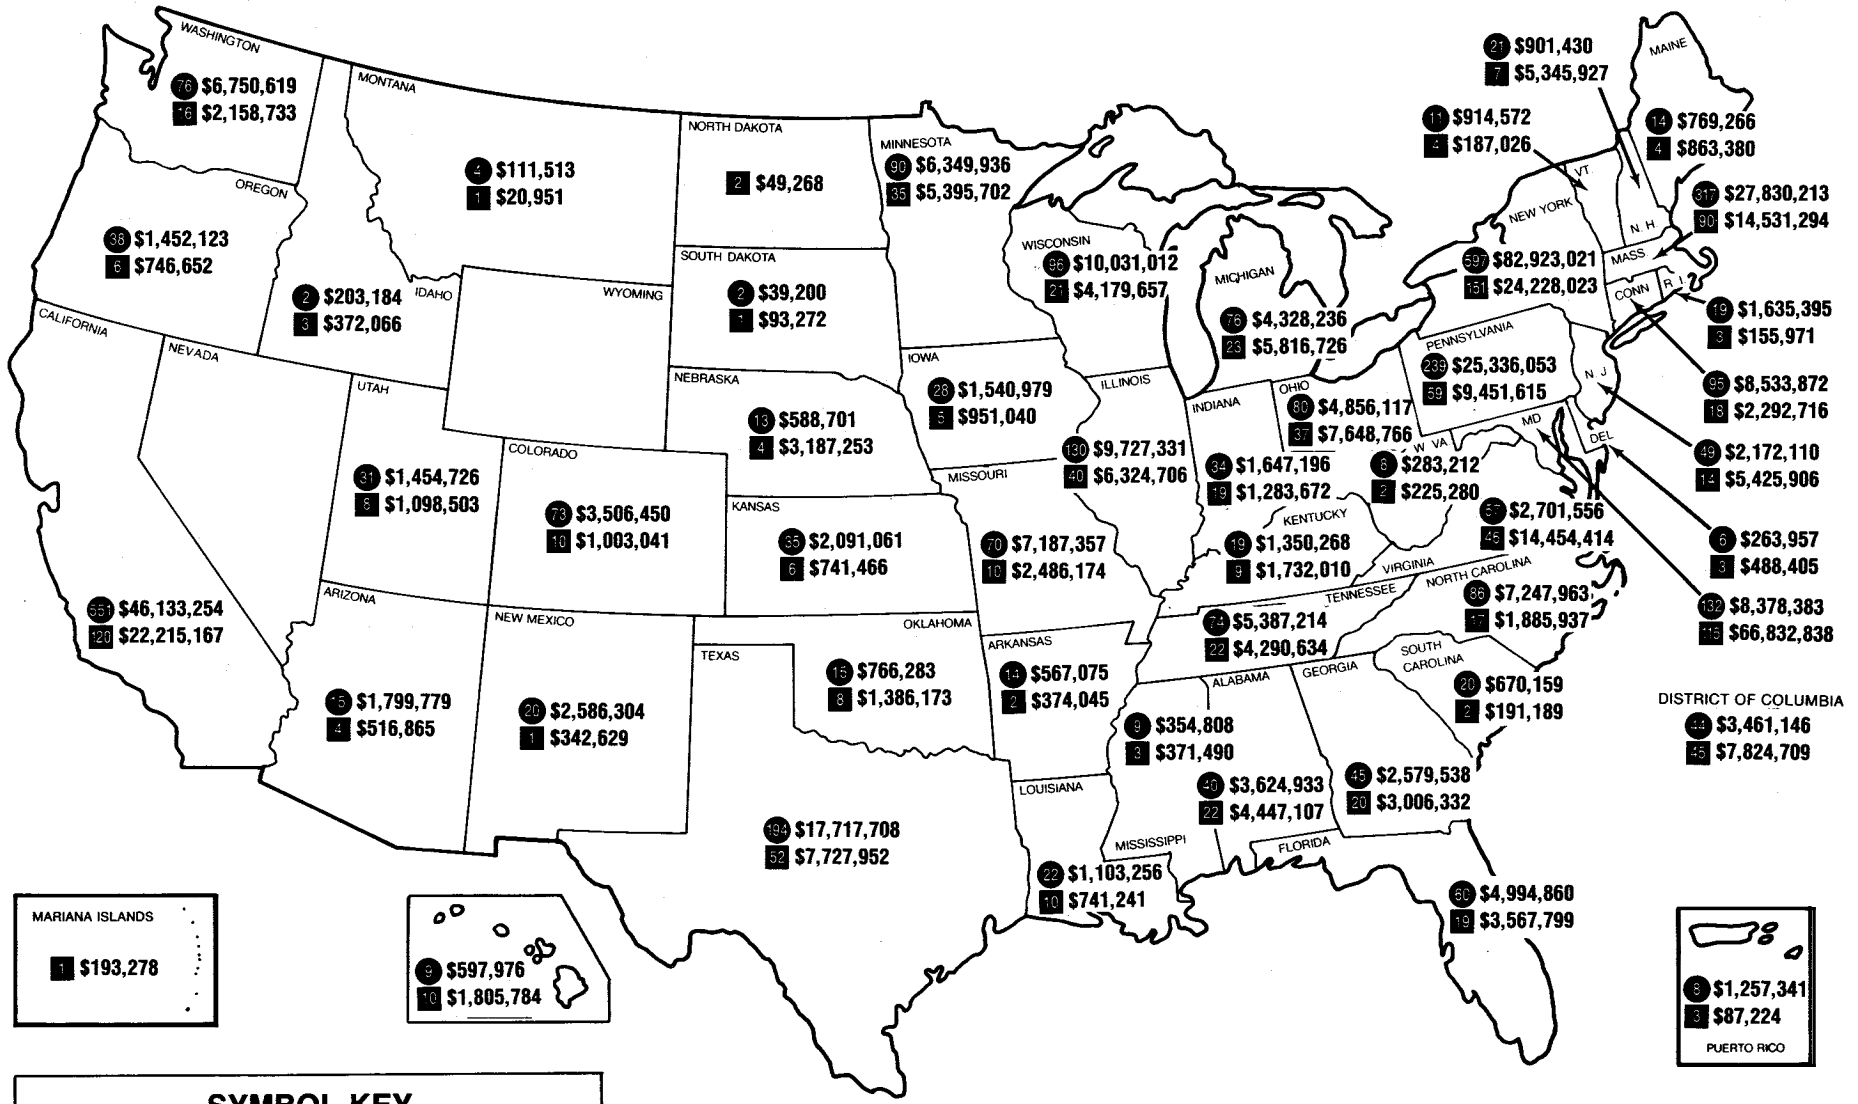 WASHINGTON
76 $6,750,619
16 $2,158,733
MONTANA
4 $111,513
1 $20,951
NORTH DAKOTA
2 $49,268
MINNESOTA
90 $6,349,936
35 $5,395,702
21 $901,430
7 $5,345,927
MAINE
14 $769,266
4 $863,380
11 $914,572
4 $187,026
VT.
N. H
NEW YORK
597 $82,923,021
151 $24,228,023
317 $27,830,213
90 $14,531,294
MASS.
CONN
R I
OREGON
38 $1,452,123
6 $746,652
IDAHO
2 $203,184
3 $372,066
WYOMING
SOUTH DAKOTA
2 $39,200
1 $93,272
WISCONSIN
96 $10,031,012
21 $4,179,657
MICHIGAN
76 $4,328,236
23 $5,816,726
19 $1,635,395
3 $155,971
CALIFORNIA
551 $46,133,254
120 $22,215,167
NEVADA
UTAH
31 $1,454,726
8 $1,098,503
COLORADO
73 $3,506,450
10 $1,003,041
NEBRASKA
13 $588,701
4 $3,187,253
IOWA
28 $1,540,979
5 $951,040
ILLINOIS
130 $9,727,331
40 $6,324,706
INDIANA
34 $1,647,196
19 $1,283,672
OHIO
80 $4,856,117
37 $7,648,766
PENNSYLVANIA
239 $25,336,053
59 $9,451,615
N J
95 $8,533,872
18 $2,292,716
MD
DEL
W VA
8 $283,212
2 $225,280
49 $2,172,110
14 $5,425,906
KANSAS
35 $2,091,061
6 $741,466
MISSOURI
70 $7,187,357
10 $2,486,174
KENTUCKY
19 $1,350,268
9 $1,732,010
VIRGINIA
$2,701,556
$14,454,414
6 $263,957
3 $488,405
132 $8,378,383
115 $66,832,838
ARIZONA
15 $1,799,779
4 $516,865
NEW MEXICO
20 $2,586,304
1 $342,629
TEXAS
194 $17,717,708
52 $7,727,952
OKLAHOMA
15 $766,283
8 $1,386,173
ARKANSAS
14 $567,075
2 $374,045
TENNESSEE
74 $5,387,214
22 $4,290,634
NORTH CAROLINA
86 $7,247,963
17 $1,885,937
SOUTH
CAROLINA
20 $670,159
2 $191,189
DISTRICT OF COLUMBIA
44 $3,461,146
45 $7,824,709
ALABAMA
GEORGIA
9 $354,808
3 $371,490
40 $3,624,933
22 $4,447,107
45 $2,579,538
20 $3,006,332
LOUISIANA
22 $1,103,256
10 $741,241
MISSISSIPPI
FLORIDA
60 $4,994,860
19 $3,567,799
MARIANA ISLANDS
1 $193,278
9 $597,976
10 $1,805,784
8 $1,257,341
3 $87,224
PUERTO RICO
SYMBOL KEY